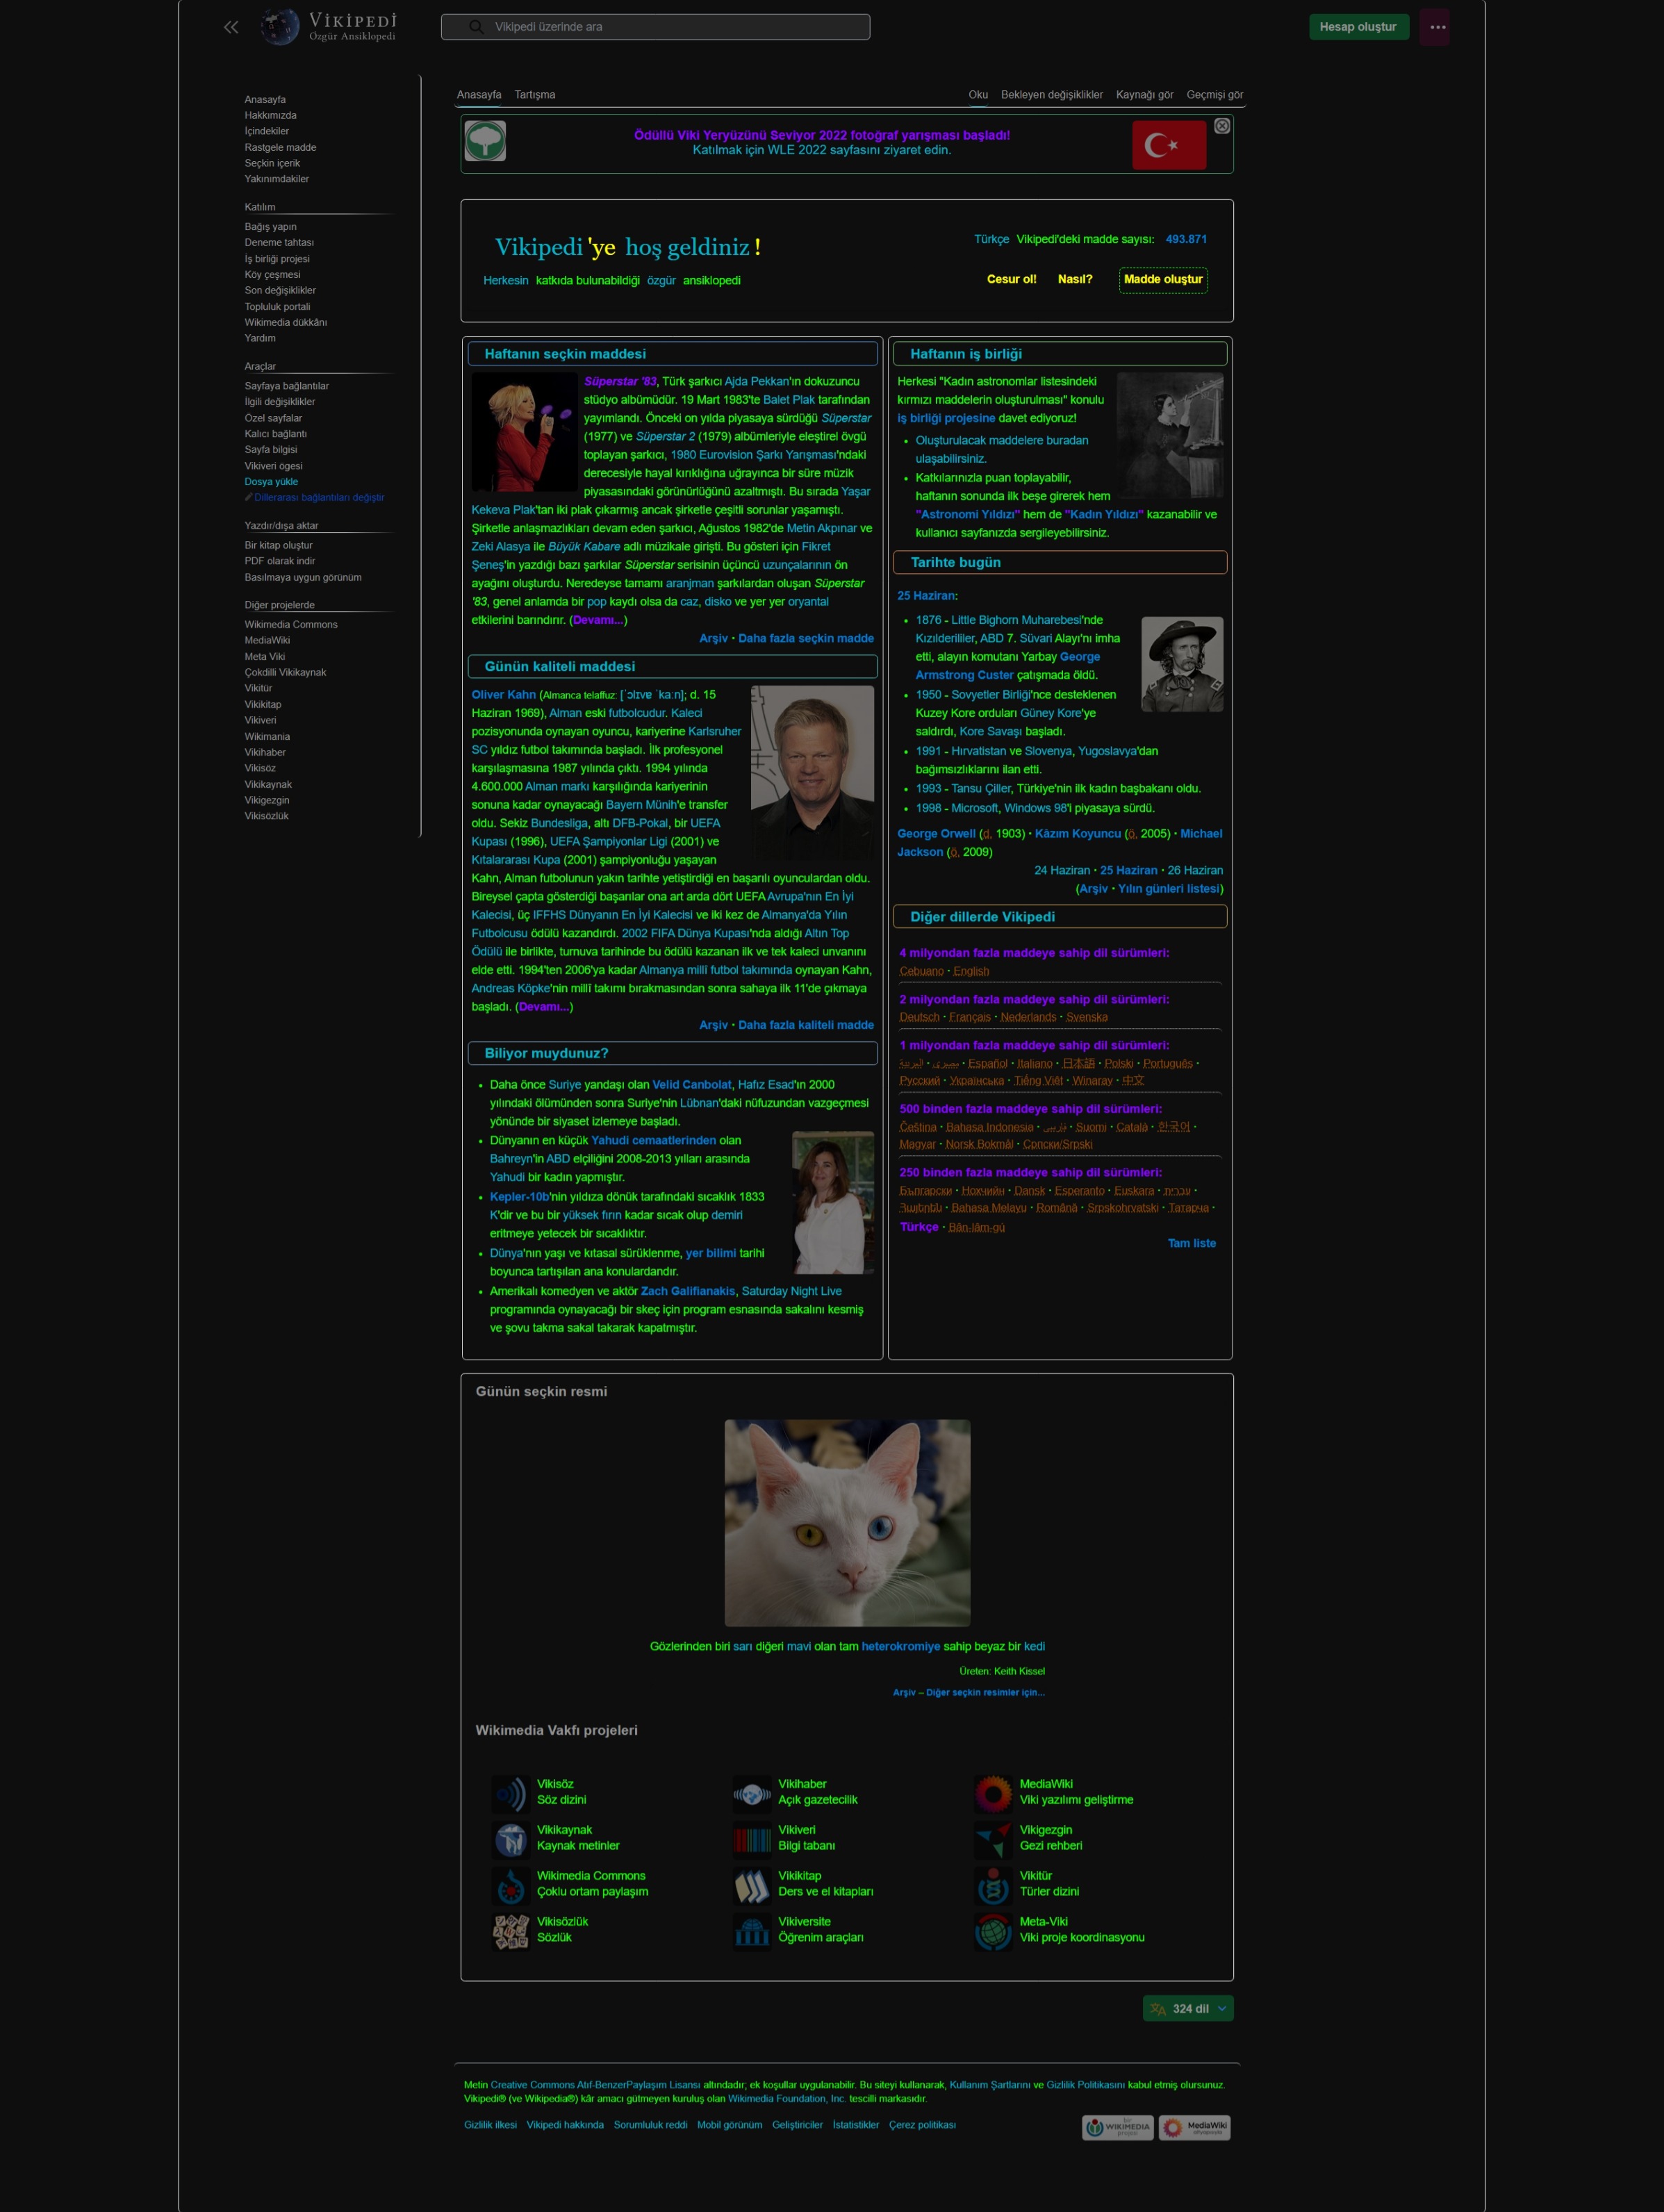 VİKİPEDİ
Özgür Ansiklopedi
Vikipedi üzerinde ara
Hesap oluştur
Anasayfa
Hakkımızda
İçindekiler
Rastgele madde
Seçkin içerik
Yakınımdakiler
Katılım
Bağış yapın
Deneme tahtası
İş birliği projesi
Köy çeşmesi
Son değişiklikler
Topluluk portali
Wikimedia dükkânı
Yardım
Araçlar
Sayfaya bağlantılar
İlgili değişiklikler
Özel sayfalar
Kalıcı bağlantı
Sayfa bilgisi
Vikiveri ögesi
Dosya yükle
Dillerarası bağlantıları değiştir
Yazdır/dışa aktar
Bir kitap oluştur
PDF olarak indir
Basılmaya uygun görünüm
Diğer projelerde
Wikimedia Commons
MediaWiki
Meta Viki
Çokdilli Vikikaynak
Vikitür
Vikikitap
Vikiveri
Wikimania
Vikihaber
Vikisöz
Vikikaynak
Vikigezgin
Vikisözlük
Anasayfa Tartışma
Oku Bekleyen değişiklikler Kaynağı gör Geçmişi gör
Ödüllü Viki Yeryüzünü Seviyor 2022 fotoğraf yarışması başladı!
Katılmak için WLE 2022 sayfasını ziyaret edin.
Vikipedi 'ye hoş geldiniz !
Herkesin katkıda bulunabildiği özgür ansiklopedi
Türkçe Vikipedi'deki madde sayısı: 493.871
Cesur ol! Nasıl? Madde oluştur
Haftanın seçkin maddesi
Süperstar '83, Türk şarkıcı Ajda Pekkan'ın dokuzuncu
stüdyo albümüdür. 19 Mart 1983'te Balet Plak tarafından
yayımlandı. Önceki on yılda piyasaya sürdüğü Süperstar
(1977) ve Süperstar 2 (1979) albümleriyle eleştirel övgü
toplayan şarkıcı, 1980 Eurovision Şarkı Yarışması'ndaki
derecesiyle hayal kırıklığına uğrayınca bir süre müzik
piyasasındaki görünürlüğünü azaltmıştı. Bu sırada Yaşar
Kekeva Plak'tan iki plak çıkarmış ancak şirketle çeşitli sorunlar yaşamıştı.
Şirketle anlaşmazlıkları devam eden şarkıcı, Ağustos 1982'de Metin Akpınar ve
Zeki Alasya ile Büyük Kabare adlı müzikale girişti. Bu gösteri için Fikret
Şeneş'in yazdığı bazı şarkılar Süperstar serisinin üçüncü uzunçalarının ön
ayağını oluşturdu. Neredeyse tamamı aranjman şarkılardan oluşan Süperstar
'83, genel anlamda bir pop kaydı olsa da caz, disko ve yer yer oryantal
etkilerini barındırır. (Devamı...)
Arşiv • Daha fazla seçkin madde
Günün kaliteli maddesi
Oliver Kahn (Almanca telaffuz: [ˈɔlɪvɐ ˈkaːn]; d. 15
Haziran 1969), Alman eski futbolcudur. Kaleci
pozisyonunda oynayan oyuncu, kariyerine Karlsruher
SC yıldız futbol takımında başladı. İlk profesyonel
karşılaşmasına 1987 yılında çıktı. 1994 yılında
4.600.000 Alman markı karşılığında kariyerinin
sonuna kadar oynayacağı Bayern Münih'e transfer
oldu. Sekiz Bundesliga, altı DFB-Pokal, bir UEFA
Kupası (1996), UEFA Şampiyonlar Ligi (2001) ve
Kıtalararası Kupa (2001) şampiyonluğu yaşayan
Kahn, Alman futbolunun yakın tarihte yetiştirdiği en başarılı oyunculardan oldu.
Bireysel çapta gösterdiği başarılar ona art arda dört UEFA Avrupa'nın En İyi
Kalecisi, üç IFFHS Dünyanın En İyi Kalecisi ve iki kez de Almanya'da Yılın
Futbolcusu ödülü kazandırdı. 2002 FIFA Dünya Kupası'nda aldığı Altın Top
Ödülü ile birlikte, turnuva tarihinde bu ödülü kazanan ilk ve tek kaleci unvanını
elde etti. 1994'ten 2006'ya kadar Almanya millî futbol takımında oynayan Kahn,
Andreas Köpke'nin millî takımı bırakmasından sonra sahaya ilk 11'de çıkmaya
başladı. (Devamı...)
Arşiv • Daha fazla kaliteli madde
Biliyor muydunuz?
• Daha önce Suriye yandaşı olan Velid Canbolat, Hafız Esad'ın 2000
yılındaki ölümünden sonra Suriye'nin Lübnan'daki nüfuzundan vazgeçmesi
yönünde bir siyaset izlemeye başladı.
• Dünyanın en küçük Yahudi cemaatlerinden olan
Bahreyn'in ABD elçiliğini 2008-2013 yılları arasında
Yahudi bir kadın yapmıştır.
• Kepler-10b'nin yıldıza dönük tarafındaki sıcaklık 1833
K'dir ve bu bir yüksek fırın kadar sıcak olup demiri
eritmeye yetecek bir sıcaklıktır.
• Dünya'nın yaşı ve kıtasal sürüklenme, yer bilimi tarihi
boyunca tartışılan ana konulardandır.
• Amerikalı komedyen ve aktör Zach Galifianakis, Saturday Night Live
programında oynayacağı bir skeç için program esnasında sakalını kesmiş
ve şovu takma sakal takarak kapatmıştır.
Haftanın iş birliği
Herkesi "Kadın astronomlar listesindeki
kırmızı maddelerin oluşturulması" konulu
iş birliği projesine davet ediyoruz!
• Oluşturulacak maddelere buradan
ulaşabilirsiniz.
• Katkılarınızla puan toplayabilir,
haftanın sonunda ilk beşe girerek hem
"Astronomi Yıldızı" hem de "Kadın Yıldızı" kazanabilir ve
kullanıcı sayfanızda sergileyebilirsiniz.
Tarihte bugün
25 Haziran:
• 1876 - Little Bighorn Muharebesi'nde
Kızılderililer, ABD 7. Süvari Alayı'nı imha
etti, alayın komutanı Yarbay George
Armstrong Custer çatışmada öldü.
• 1950 - Sovyetler Birliği'nce desteklenen
Kuzey Kore orduları Güney Kore'ye
saldırdı, Kore Savaşı başladı.
• 1991 - Hırvatistan ve Slovenya, Yugoslavya'dan
bağımsızlıklarını ilan etti.
• 1993 - Tansu Çiller, Türkiye'nin ilk kadın başbakanı oldu.
• 1998 - Microsoft, Windows 98'i piyasaya sürdü.
George Orwell (d. 1903) • Kâzım Koyuncu (ö. 2005) • Michael
Jackson (ö. 2009)
24 Haziran • 25 Haziran • 26 Haziran
(Arşiv • Yılın günleri listesi)
Diğer dillerde Vikipedi
4 milyondan fazla maddeye sahip dil sürümleri:
Cebuano • English
2 milyondan fazla maddeye sahip dil sürümleri:
Deutsch • Français • Nederlands • Svenska
1 milyondan fazla maddeye sahip dil sürümleri:
العربية • مصرى • Español • Italiano • 日本語 • Polski • Português •
Русский • Українська • Tiếng Việt • Winaray • 中文
500 binden fazla maddeye sahip dil sürümleri:
Čeština • Bahasa Indonesia • فارسی • Suomi • Català • 한국어 •
Magyar • Norsk Bokmål • Српски/Srpski
250 binden fazla maddeye sahip dil sürümleri:
Български • Нохчийн • Dansk • Esperanto • Euskara • עברית •
Հայերեն • Bahasa Melayu • Română • Srpskohrvatski • Татарча •
Türkçe • Bân-lâm-gú
Tam liste
Günün seçkin resmi
Gözlerinden biri sarı diğeri mavi olan tam heterokromiye sahip beyaz bir kedi
Üreten: Keith Kissel
Arşiv – Diğer seçkin resimler için...
Wikimedia Vakfı projeleri
Vikisöz
Söz dizini
Vikihaber
Açık gazetecilik
MediaWiki
Viki yazılımı geliştirme
Vikikaynak
Kaynak metinler
Vikiveri
Bilgi tabanı
Vikigezgin
Gezi rehberi
Wikimedia Commons
Çoklu ortam paylaşım
Vikikitap
Ders ve el kitapları
Vikitür
Türler dizini
Vikisözlük
Sözlük
Vikiversite
Öğrenim araçları
Meta-Viki
Viki proje koordinasyonu
324 dil
Metin Creative Commons Atıf-BenzerPaylaşım Lisansı altındadır; ek koşullar uygulanabilir. Bu siteyi kullanarak, Kullanım Şartlarını ve Gizlilik Politikasını kabul etmiş olursunuz.
Vikipedi® (ve Wikipedia®) kâr amacı gütmeyen kuruluş olan Wikimedia Foundation, Inc. tescilli markasıdır.
Gizlilik ilkesi Vikipedi hakkında Sorumluluk reddi Mobil görünüm Geliştiriciler İstatistikler Çerez politikası
bir
WIKIMEDIA
projesi
MediaWiki
altyapısıyla